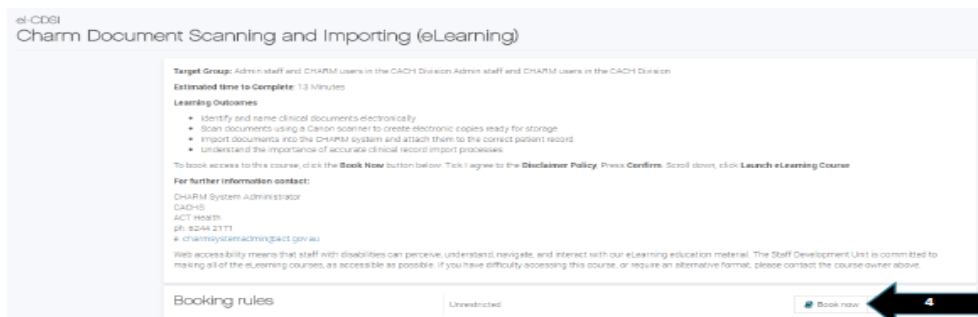 el-CDSI
Charm Document Scanning and Importing (eLearning)
Target Group: Admin staff and CHARM users in the CACH Division Admin staff and CHARM users in the CACH Division
Estimated time to Complete: 13 Minutes
Learning Outcomes
Identify and name clinical documents electronically
Scan documents using a Canon scanner to create electronic copies ready for storage
Import documents into the CHARM system and attach them to the correct patient record
Understand the importance of accurate clinical record import processes
To book access to this course, click the Book Now button below. Tick I agree to the Disclaimer Policy, Press Confirm. Scroll down, click Launch eLearning Course
For further information contact:
CHARM System Administrator
CACHS
ACT Health
ph: 6244 2171
e: charmsystemadmin@act.gov.au
Web accessibility means that staff with disabilities can perceive, understand, navigate, and interact with our eLearning education material. The Staff Development Unit is committed to
making all of the eLearning courses, as accessible as possible. If you have difficulty accessing this course, or require an alternative format, please contact the course owner above.
Booking rules Unrestricted Book now 4